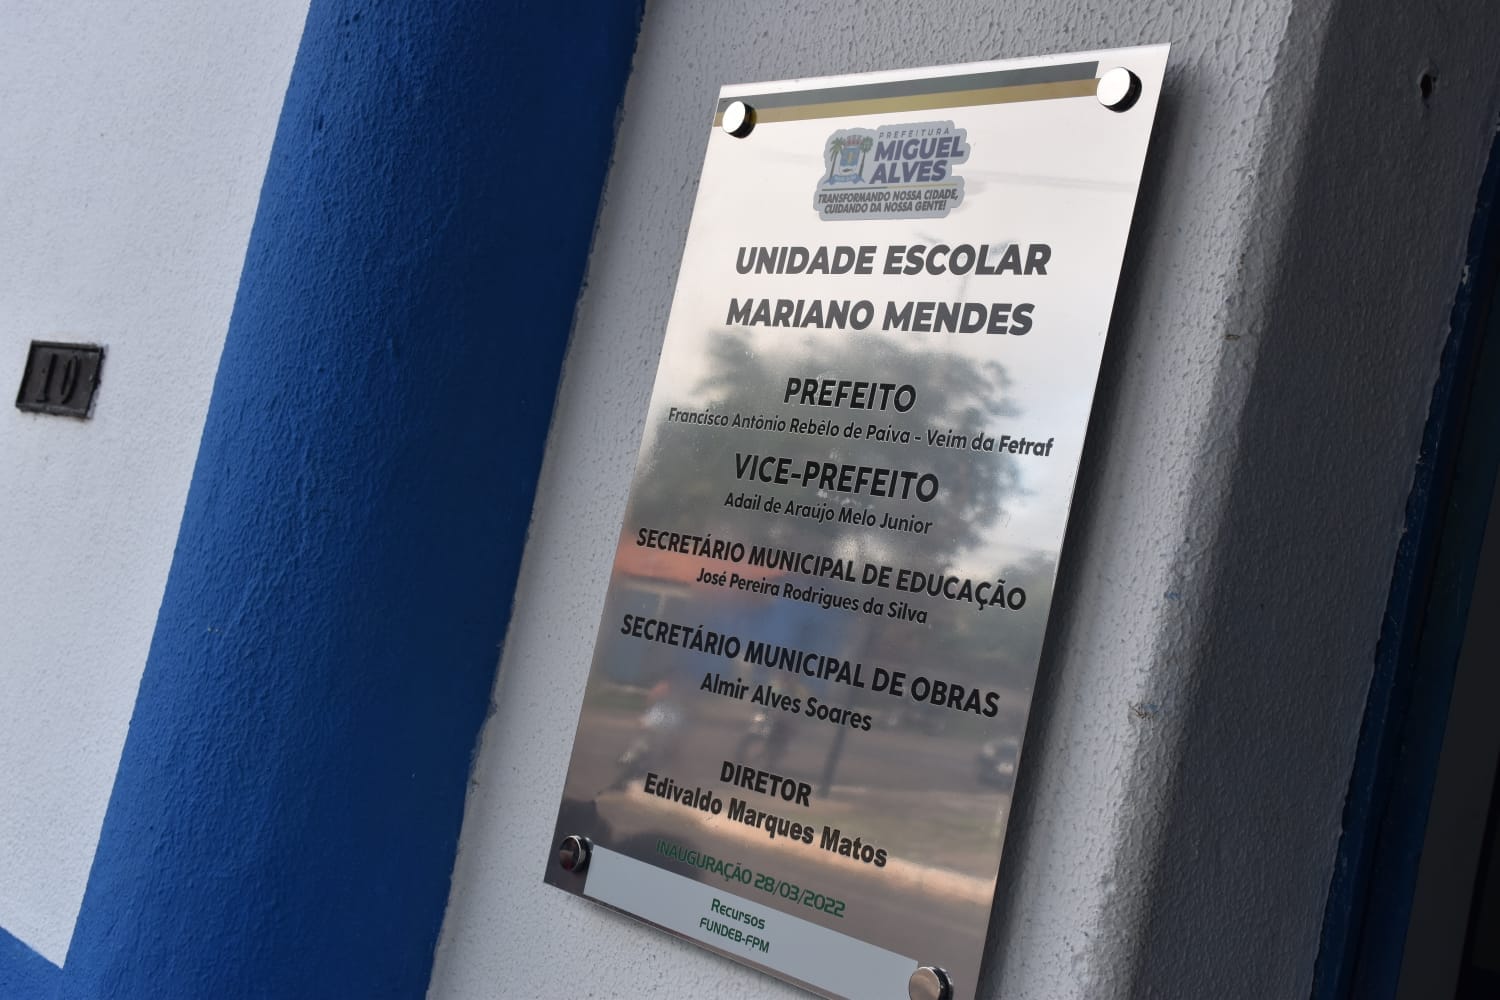 10
PREFEITURA
MIGUEL
ALVES
TRANSFORMANDO NOSSA CIDADE,
CUIDANDO DA NOSSA GENTE!
UNIDADE ESCOLAR
MARIANO MENDES
PREFEITO
Francisco Antônio Rebêlo de Paiva - Veim da Fetraf
VICE-PREFEITO
Adail de Araújo Melo Junior
SECRETÁRIO MUNICIPAL DE EDUCAÇÃO
José Pereira Rodrigues da Silva
SECRETÁRIO MUNICIPAL DE OBRAS
Almir Alves Soares
DIRETOR
Edivaldo Marques Matos
INAUGURAÇÃO 28/03/2022
Recursos
FUNDEB-FPM